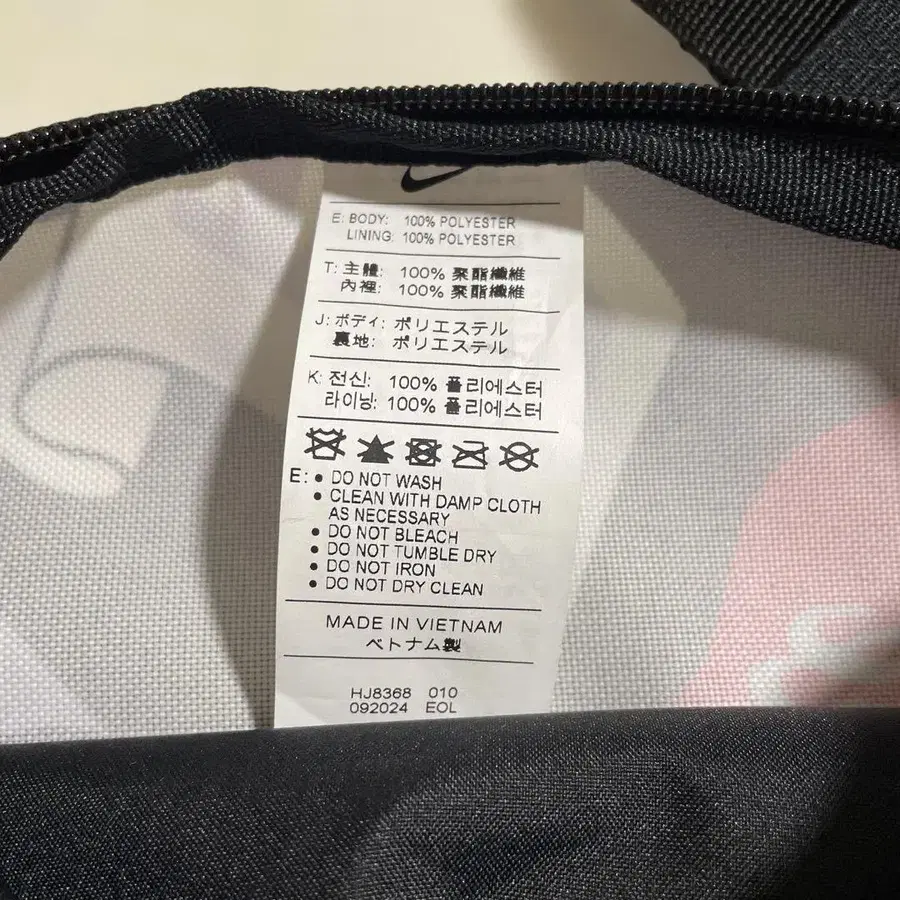 E: BODY: 100% POLYESTER
LINING: 100% POLYESTER
T: 主體: 100% 聚酯纖維
內裡: 100% 聚酯纖維
J: ボディ: ポリエステル
裏地: ポリエステル
K: 전신: 100% 폴리에스터
라이닝: 100% 폴리에스터
E: • DO NOT WASH
• CLEAN WITH DAMP CLOTH
AS NECESSARY
• DO NOT BLEACH
• DO NOT TUMBLE DRY
• DO NOT IRON
• DO NOT DRY CLEAN
MADE IN VIETNAM
ベトナム製
HJ8368 010
092024 EOL